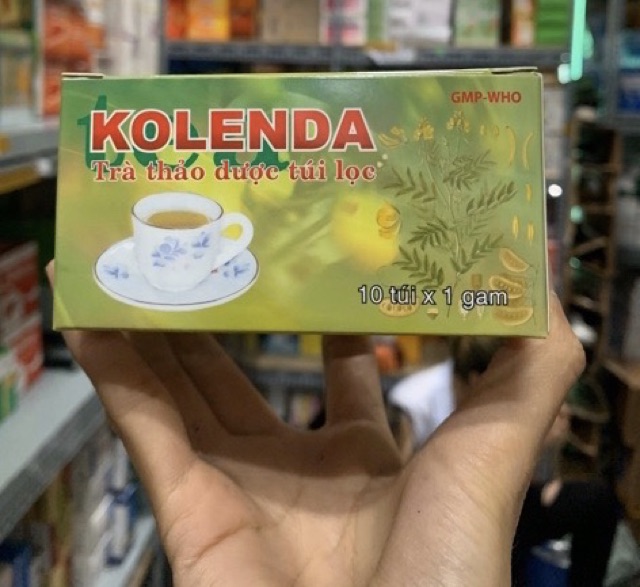 GMP-WHO
KOLENDA
Trà thảo dược túi lọc
10 túi x 1 gam